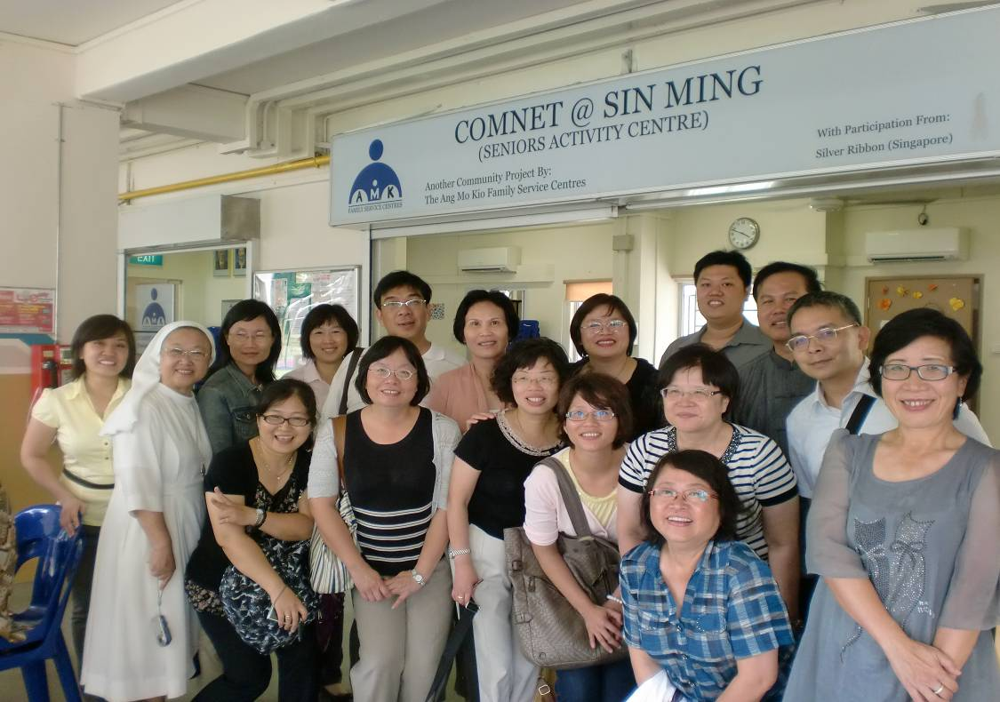 COMNET @ SIN MING
(SENIORS ACTIVITY CENTRE)
Another Community Project By:
The Ang Mo Kio Family Service Centres
With Participation From:
Silver Ribbon (Singapore)
AMK
FAMILY SERVICE CENTRES
EXIT
AMK